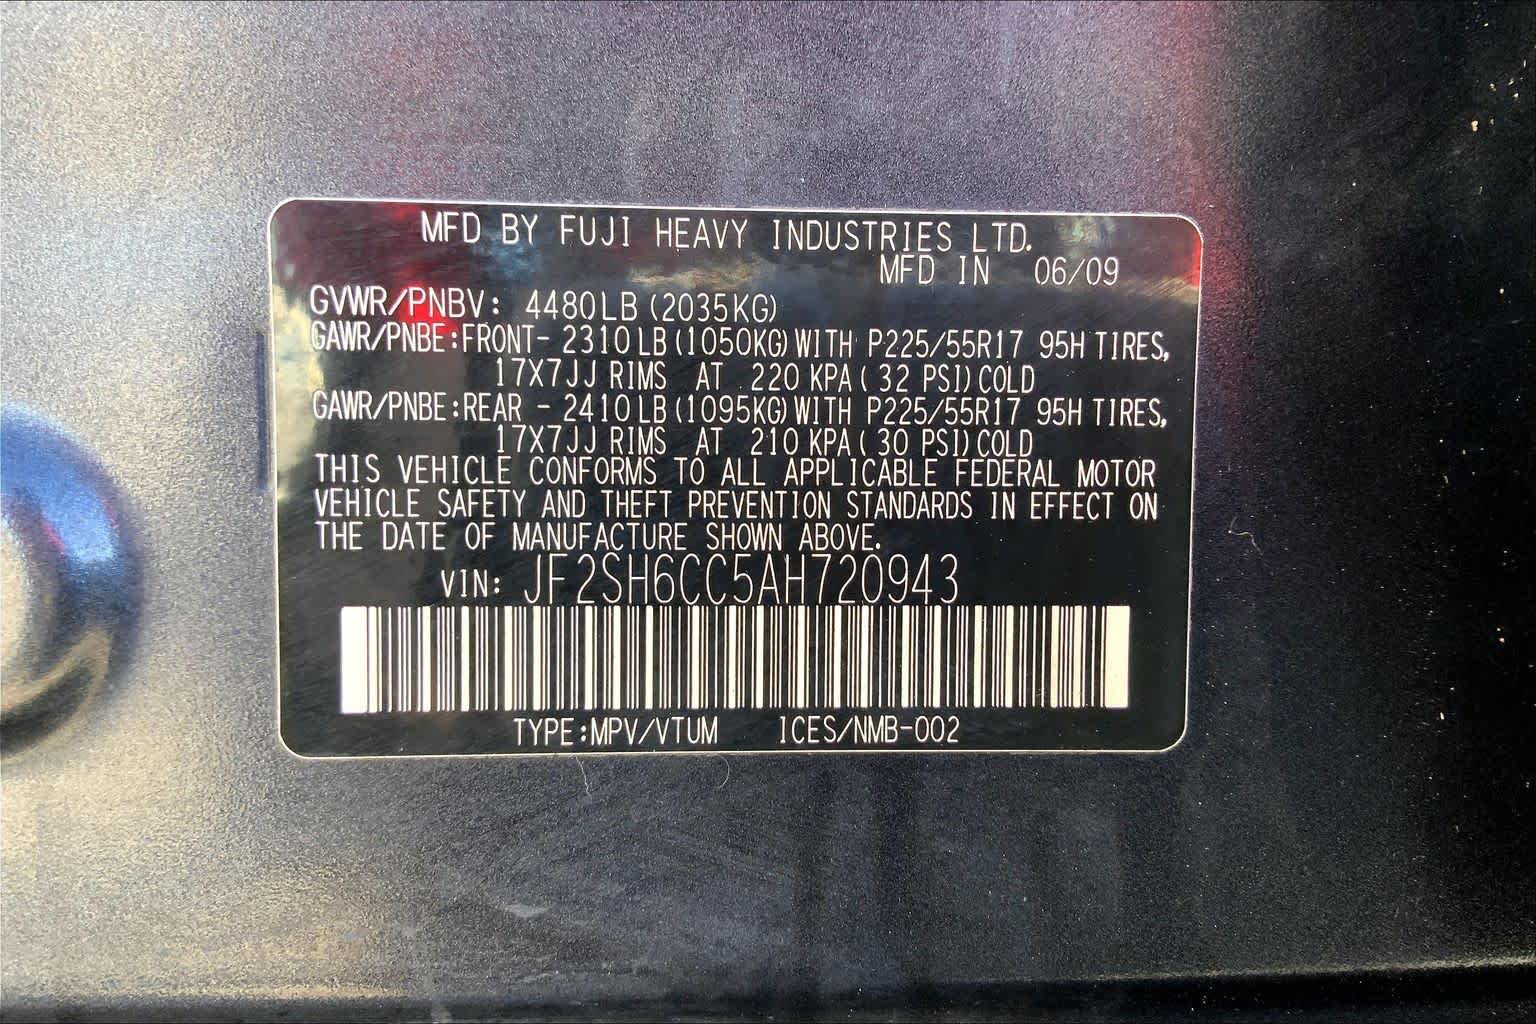 MFD BY FUJI HEAVY INDUSTRIES LTD.
MFD IN 06/09
GVWR/PNBV: 4480LB (2035KG)
GAWR/PNBE:FRONT- 2310LB (1050KG) WITH P225/55R17 95H TIRES,
17X7JJ RIMS AT 220 KPA ( 32 PSI) COLD
GAWR/PNBE:REAR - 2410LB (1095KG) WITH P225/55R17 95H TIRES,
17X7JJ RIMS AT 210 KPA ( 30 PSI) COLD
THIS VEHICLE CONFORMS TO ALL APPLICABLE FEDERAL MOTOR
VEHICLE SAFETY AND THEFT PREVENTION STANDARDS IN EFFECT ON
THE DATE OF MANUFACTURE SHOWN ABOVE.
VIN: JF2SH6CC5AH720943
TYPE:MPV/VTUM ICES/NMB-002